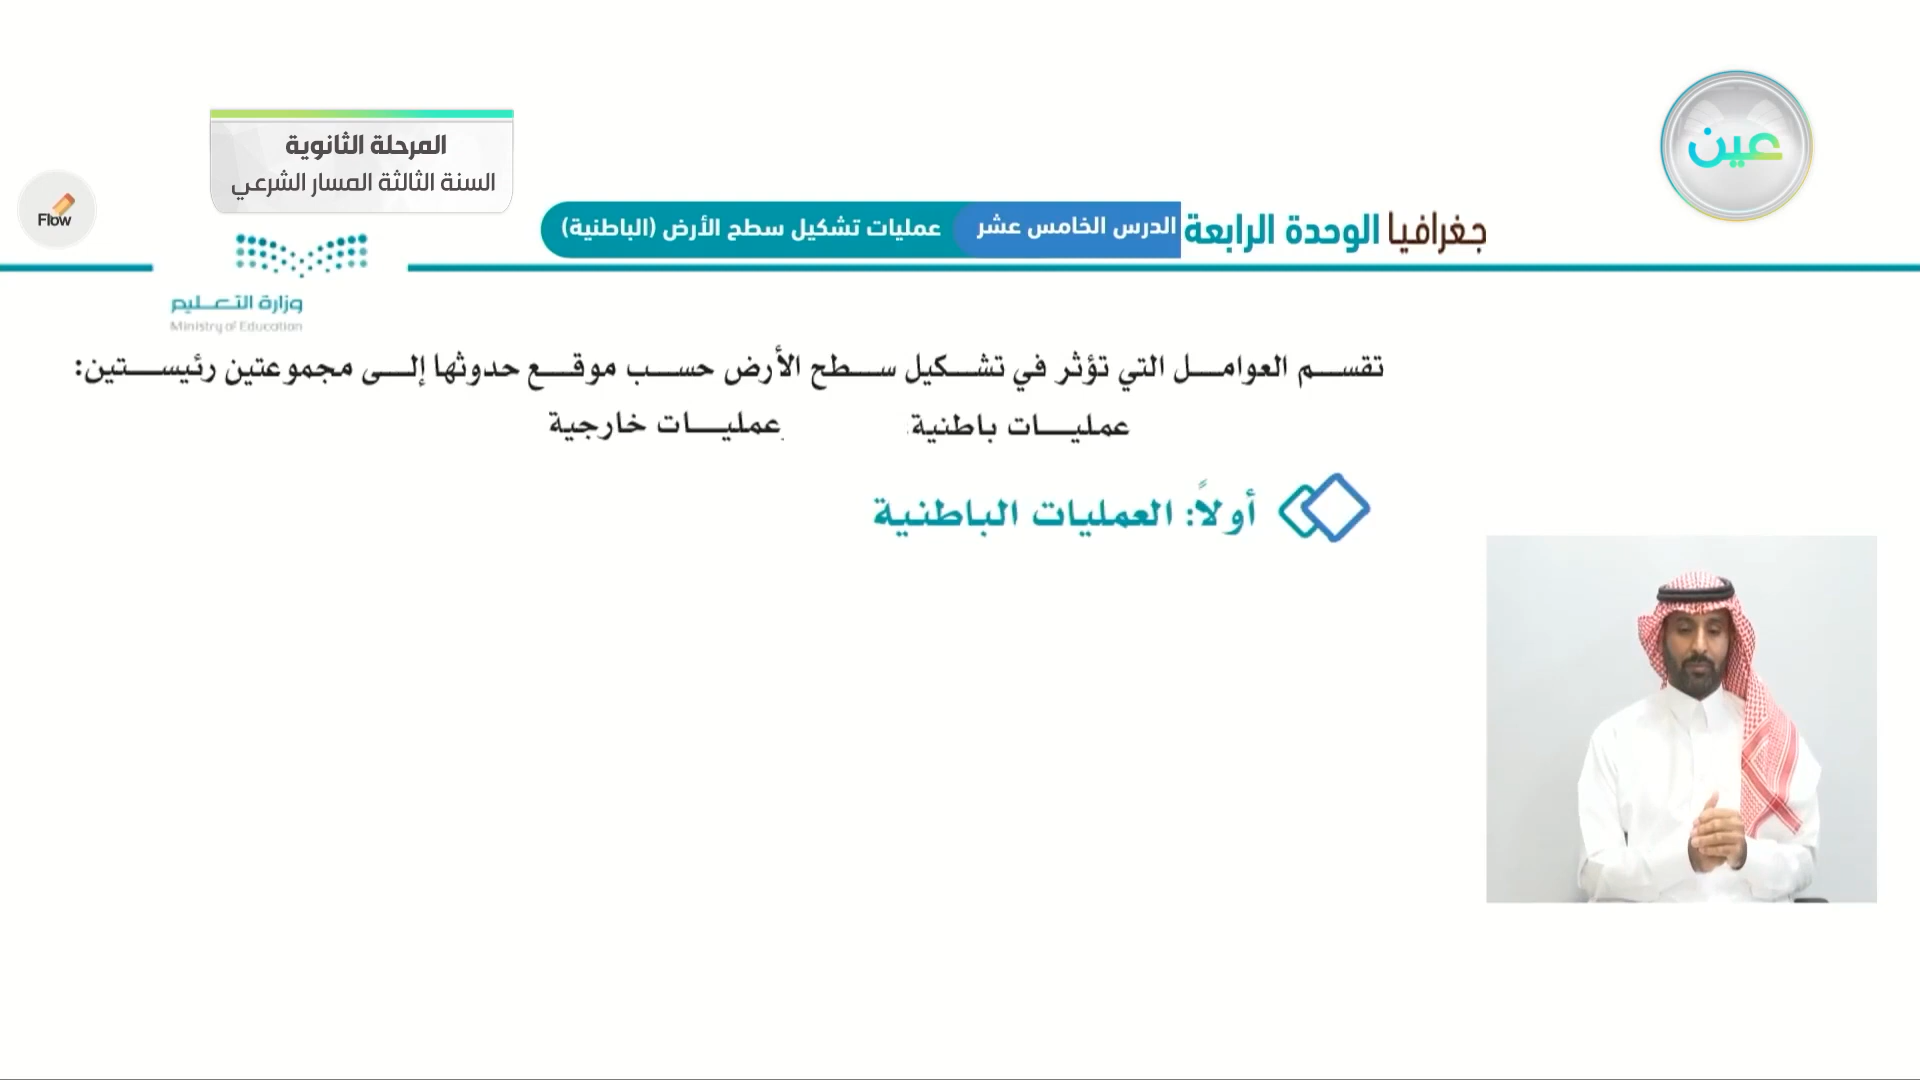 عين
المرحلة الثانوية
السنة الثالثة المسار الشرعي
Flow
جغرافيا الوحدة الرابعة الدرس الخامس عشر عمليات تشكيل سطح الأرض (الباطنية)
وزارة التعليم
Ministry of Education
تقسم العوامل التي تؤثر في تشكيل سطح الأرض حسب موقع حدوثها إلى مجموعتين رئيستين:
عمليات باطنية عمليات خارجية
أولاً: العمليات الباطنية